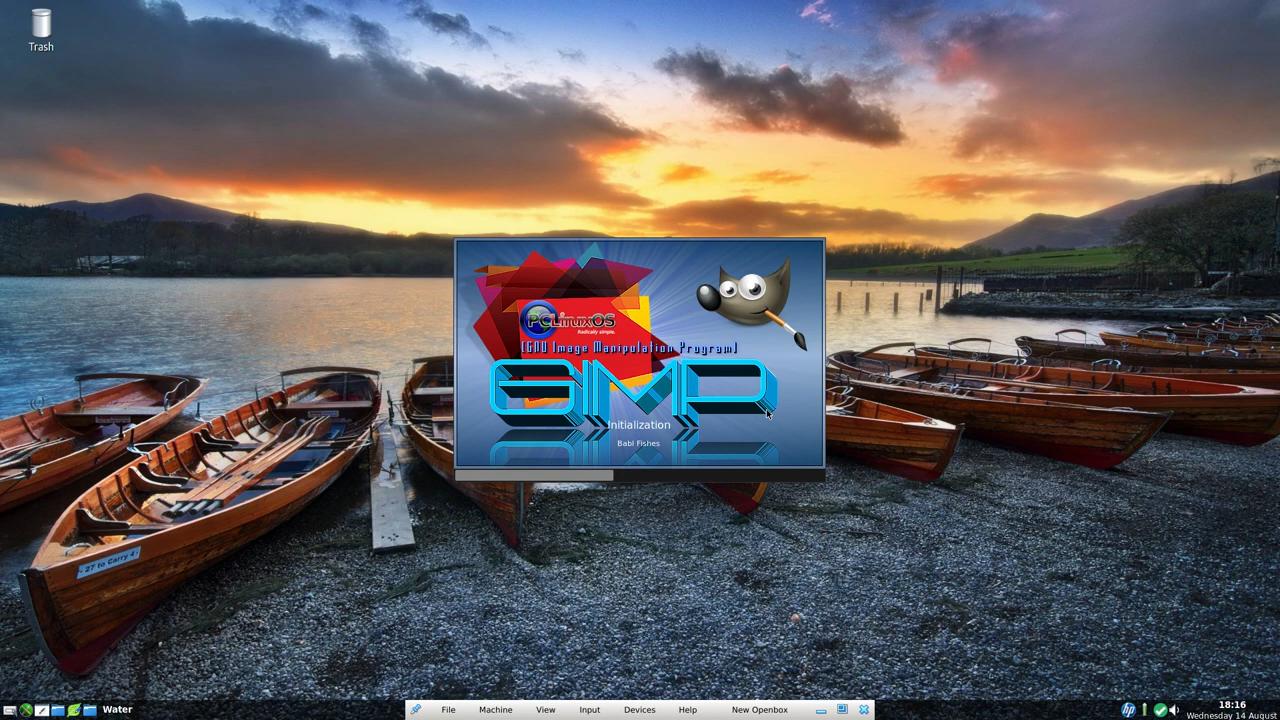 Trash
PCLinuxOS
Radically simple.
[GNU Image Manipulation Program]
GIMP
Initialization
Babl Fishes
27 to Carry 4
Water
File Machine View Input Devices Help New Openbox
hp
18:16
Wednesday 14 August